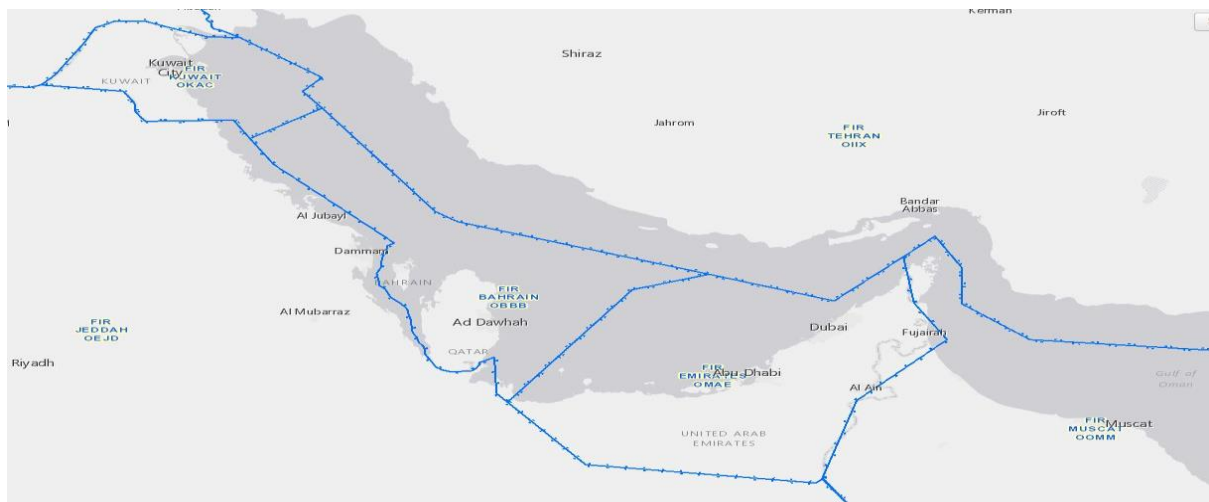 Kerman
Shiraz
Kuwait
City
FIR
KUWAIT
OKAC
KUWAIT
Jiroft
Jahrom
FIR
TEHRAN
OIIX
Bandar
Abbas
Al Jubayl
Dammam
BAHRAIN
FIR
BAHRAIN
OBBB
Al Mubarraz
Ad Dawhah
FIR
JEDDAH
OEJD
Dubai
Fujairah
QATAR
Riyadh
FIR
EMIRATES
OMAE
Abu Dhabi
Al Ain
Gulf of
Oman
FIR
MUSCAT
OOMM
Muscat
UNITED ARAB
EMIRATES